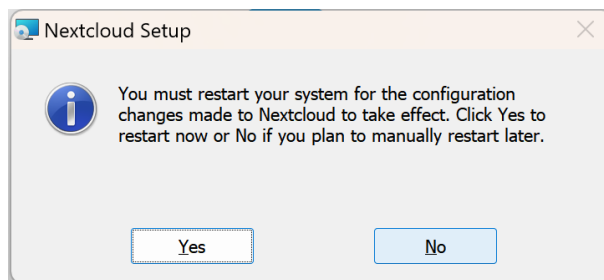 Nextcloud Setup
You must restart your system for the configuration
changes made to Nextcloud to take effect. Click Yes to
restart now or No if you plan to manually restart later.
Yes
No